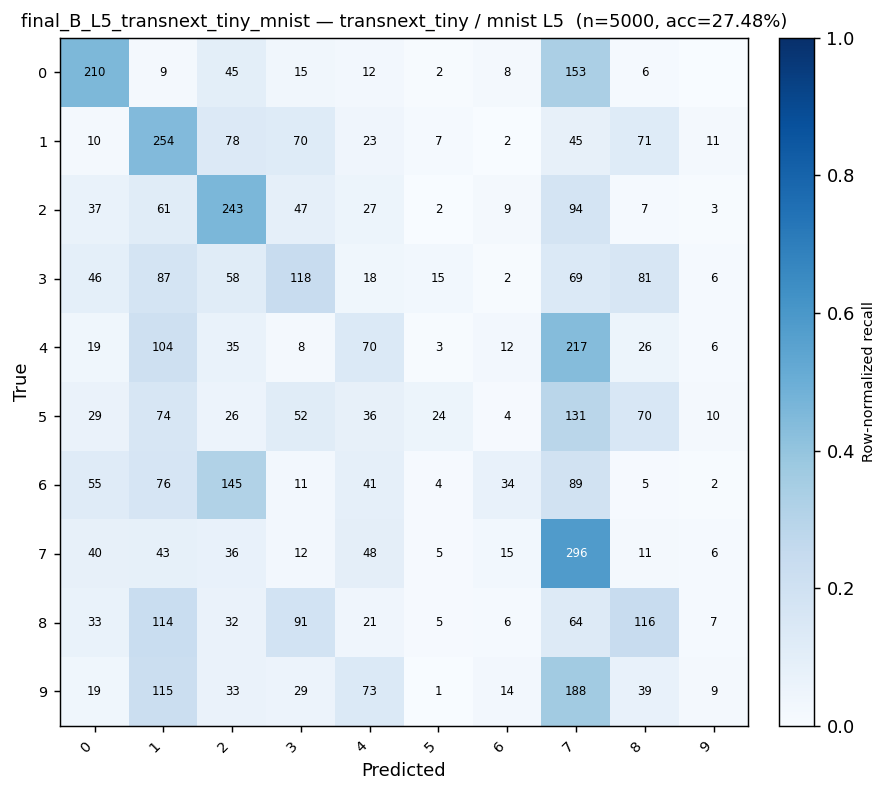 final_B_L5_transnext_tiny_mnist — transnext_tiny / mnist L5 (n=5000, acc=27.48%)
True
0 210 9 45 15 12 2 8 153 6
1 10 254 78 70 23 7 2 45 71 11
2 37 61 243 47 27 2 9 94 7 3
3 46 87 58 118 18 15 2 69 81 6
4 19 104 35 8 70 3 12 217 26 6
5 29 74 26 52 36 24 4 131 70 10
6 55 76 145 11 41 4 34 89 5 2
7 40 43 36 12 48 5 15 296 11 6
8 33 114 32 91 21 5 6 64 116 7
9 19 115 33 29 73 1 14 188 39 9
0 1 2 3 4 5 6 7 8 9
Predicted
1.0
0.8
0.6
0.4
0.2
0.0
Row-normalized recall